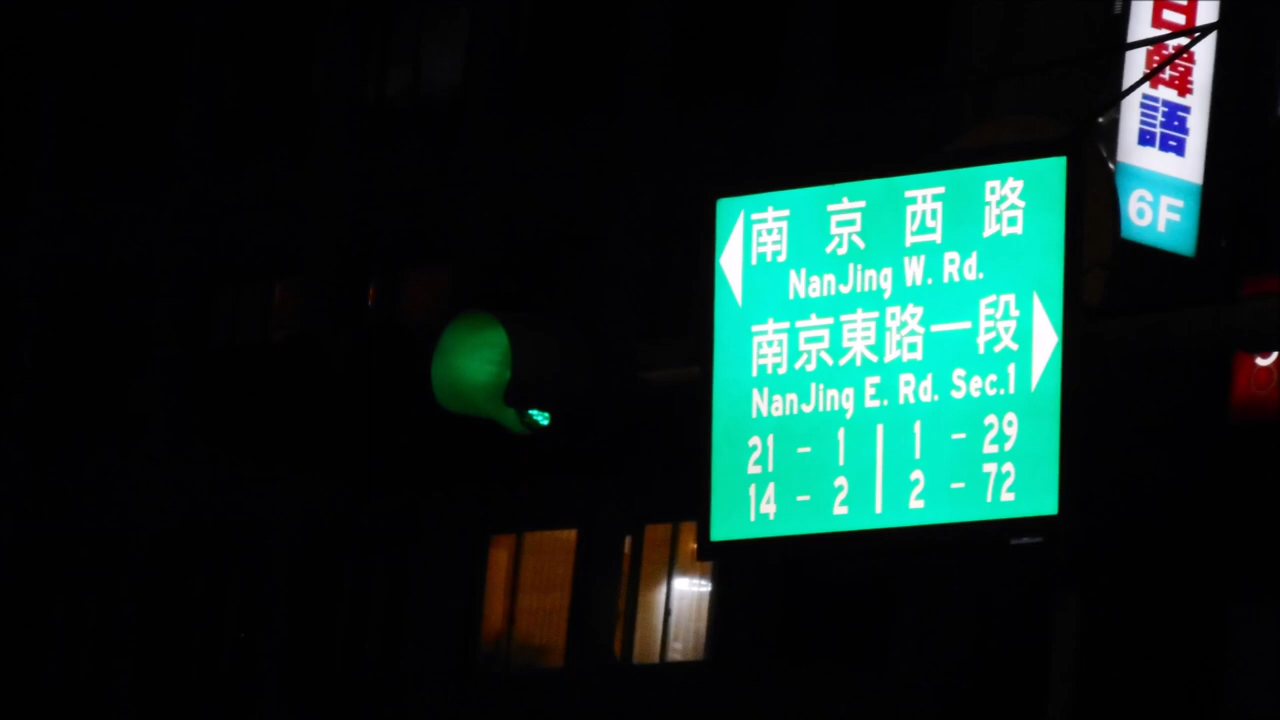 南京西路
NanJing W. Rd.
南京東路一段
NanJing E. Rd. Sec.1
21 - 1 | 1 - 29
14 - 2 | 2 - 72
韓
語
6F